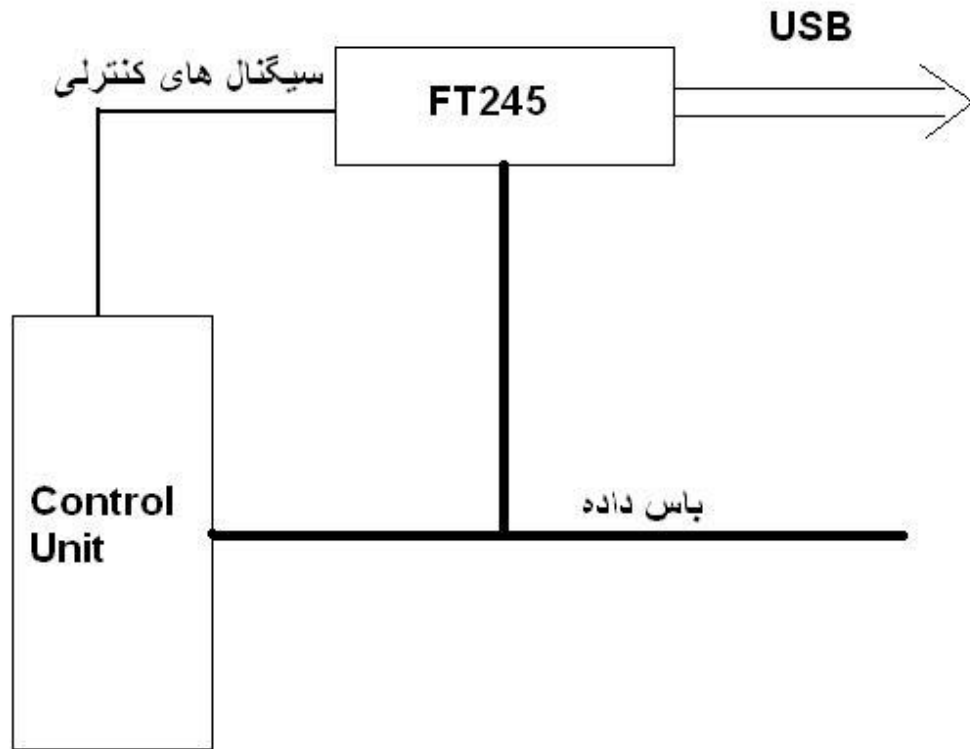 USB
سیگنال های کنترلی
FT245
Control
Unit
باس داده